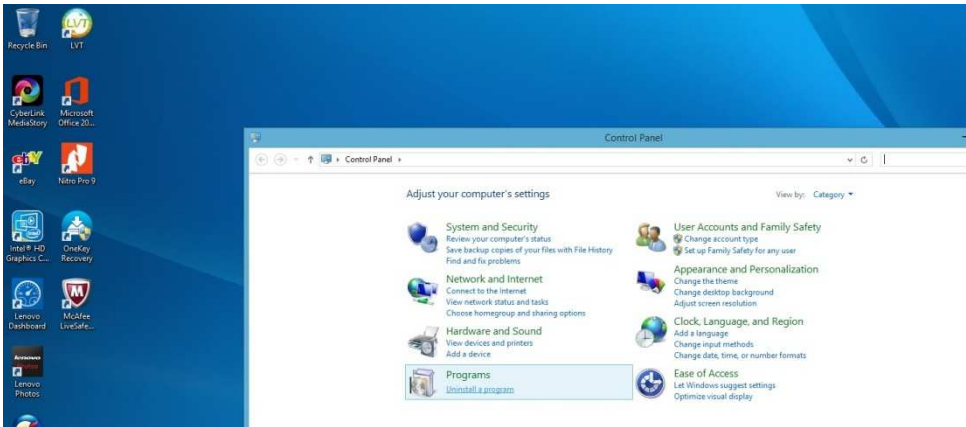 Recycle Bin
LVT
CyberLink
MediaStory
Microsoft
Office 20...
eBay
Nitro Pro 9
Intel® HD
Graphics C...
OneKey
Recovery
Lenovo
Dashboard
McAfee
LiveSafe...
Lenovo
Photos
Control Panel
Control Panel
Adjust your computer's settings
View by: Category
System and Security
Review your computer's status
Save backup copies of your files with File History
Find and fix problems
Network and Internet
Connect to the Internet
View network status and tasks
Choose homegroup and sharing options
Hardware and Sound
View devices and printers
Add a device
Programs
Uninstall a program
User Accounts and Family Safety
Change account type
Set up Family Safety for any user
Appearance and Personalization
Change the theme
Change desktop background
Adjust screen resolution
Clock, Language, and Region
Add a language
Change input methods
Change date, time, or number formats
Ease of Access
Let Windows suggest settings
Optimize visual display